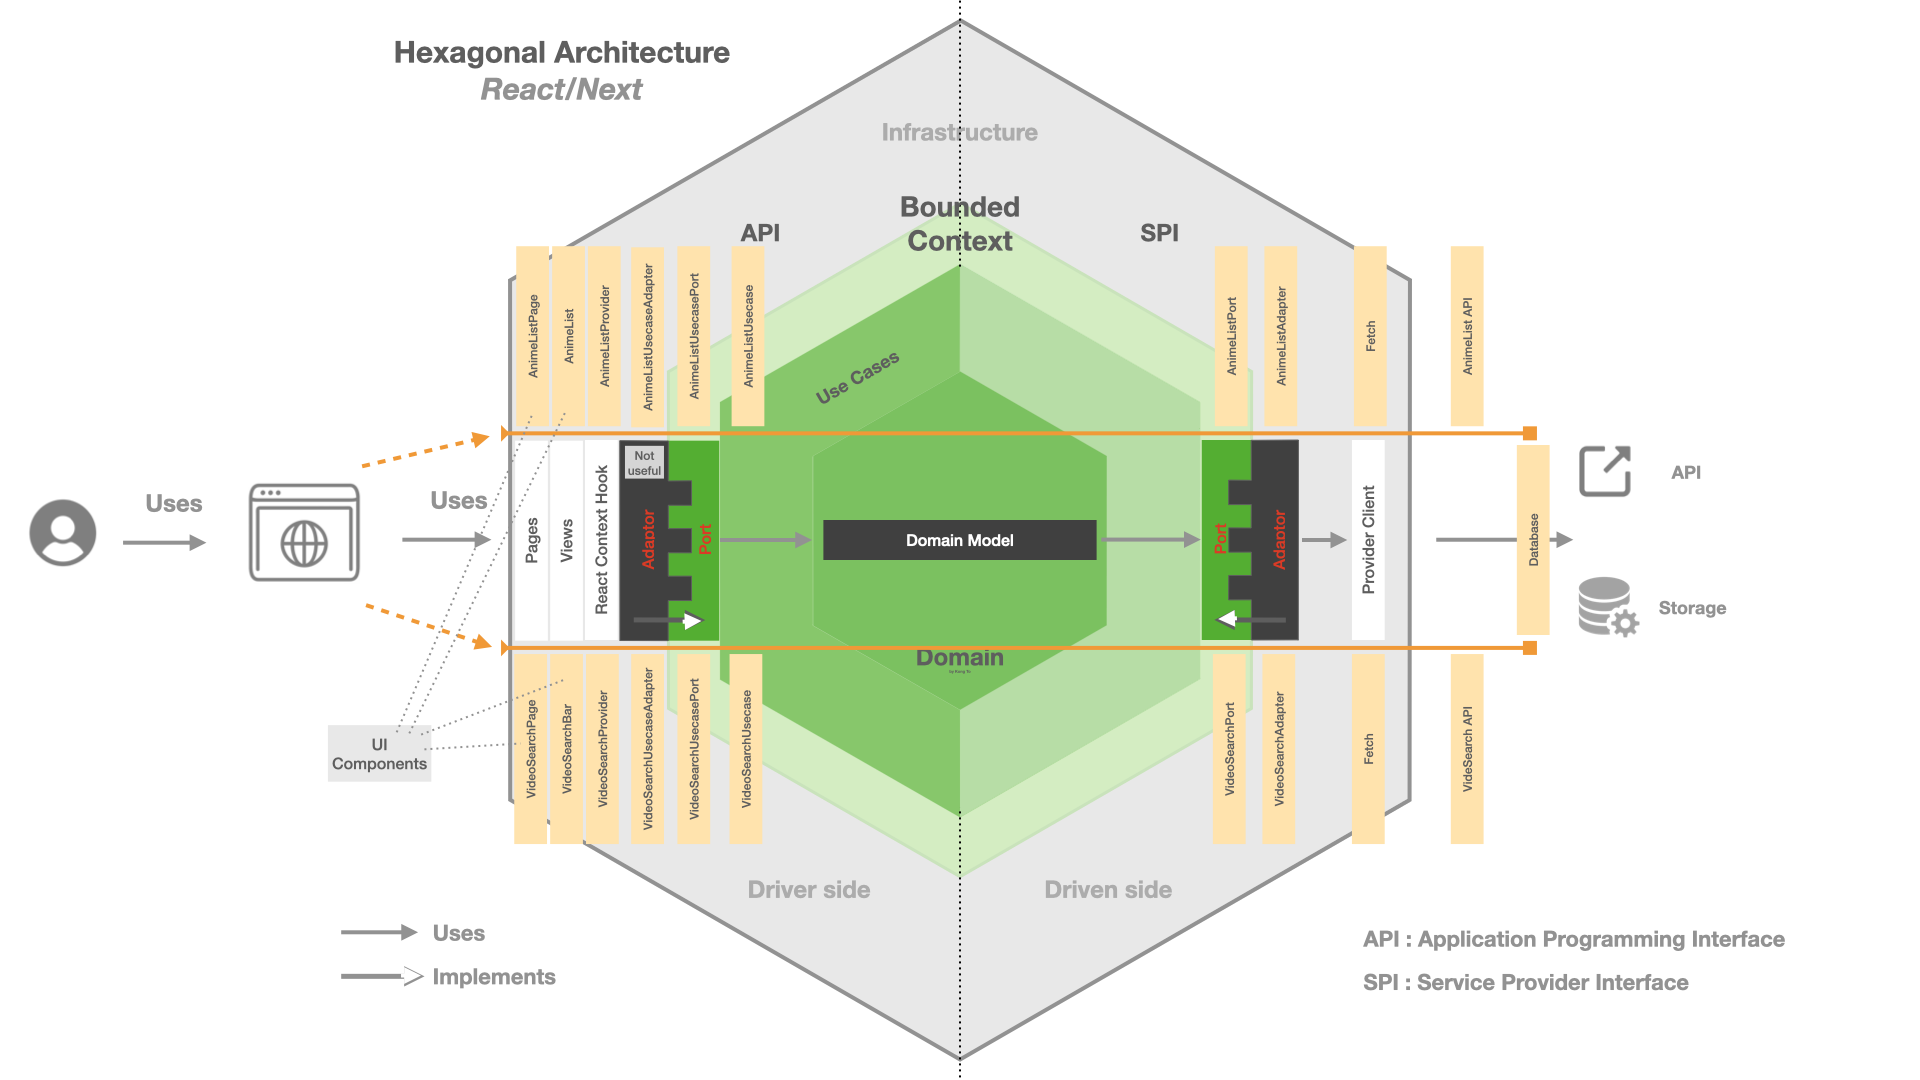 Hexagonal Architecture
React/Next
Infrastructure
Bounded
Context
API
SPI
AnimeListPage
AnimeList
AnimeListProvider
AnimeListUsecaseAdapter
AnimeListUsecasePort
AnimeListUsecase
AnimeListPort
AnimeListAdapter
Fetch
AnimeList API
Use Cases
Uses
Uses
Pages
Views
React Context Hook
Not
useful
Adaptor
Port
Domain Model
Port
Adaptor
Provider Client
Database
API
Storage
Domain
by Kong To
UI
Components
VideoSearchPage
VideoSearchBar
VideoSearchProvider
VideoSearchUsecaseAdapter
VideoSearchUsecasePort
VideoSearchUsecase
VideoSearchPort
VideoSearchAdapter
Fetch
VideSearch API
Driver side
Driven side
Uses
Implements
API : Application Programming Interface
SPI : Service Provider Interface